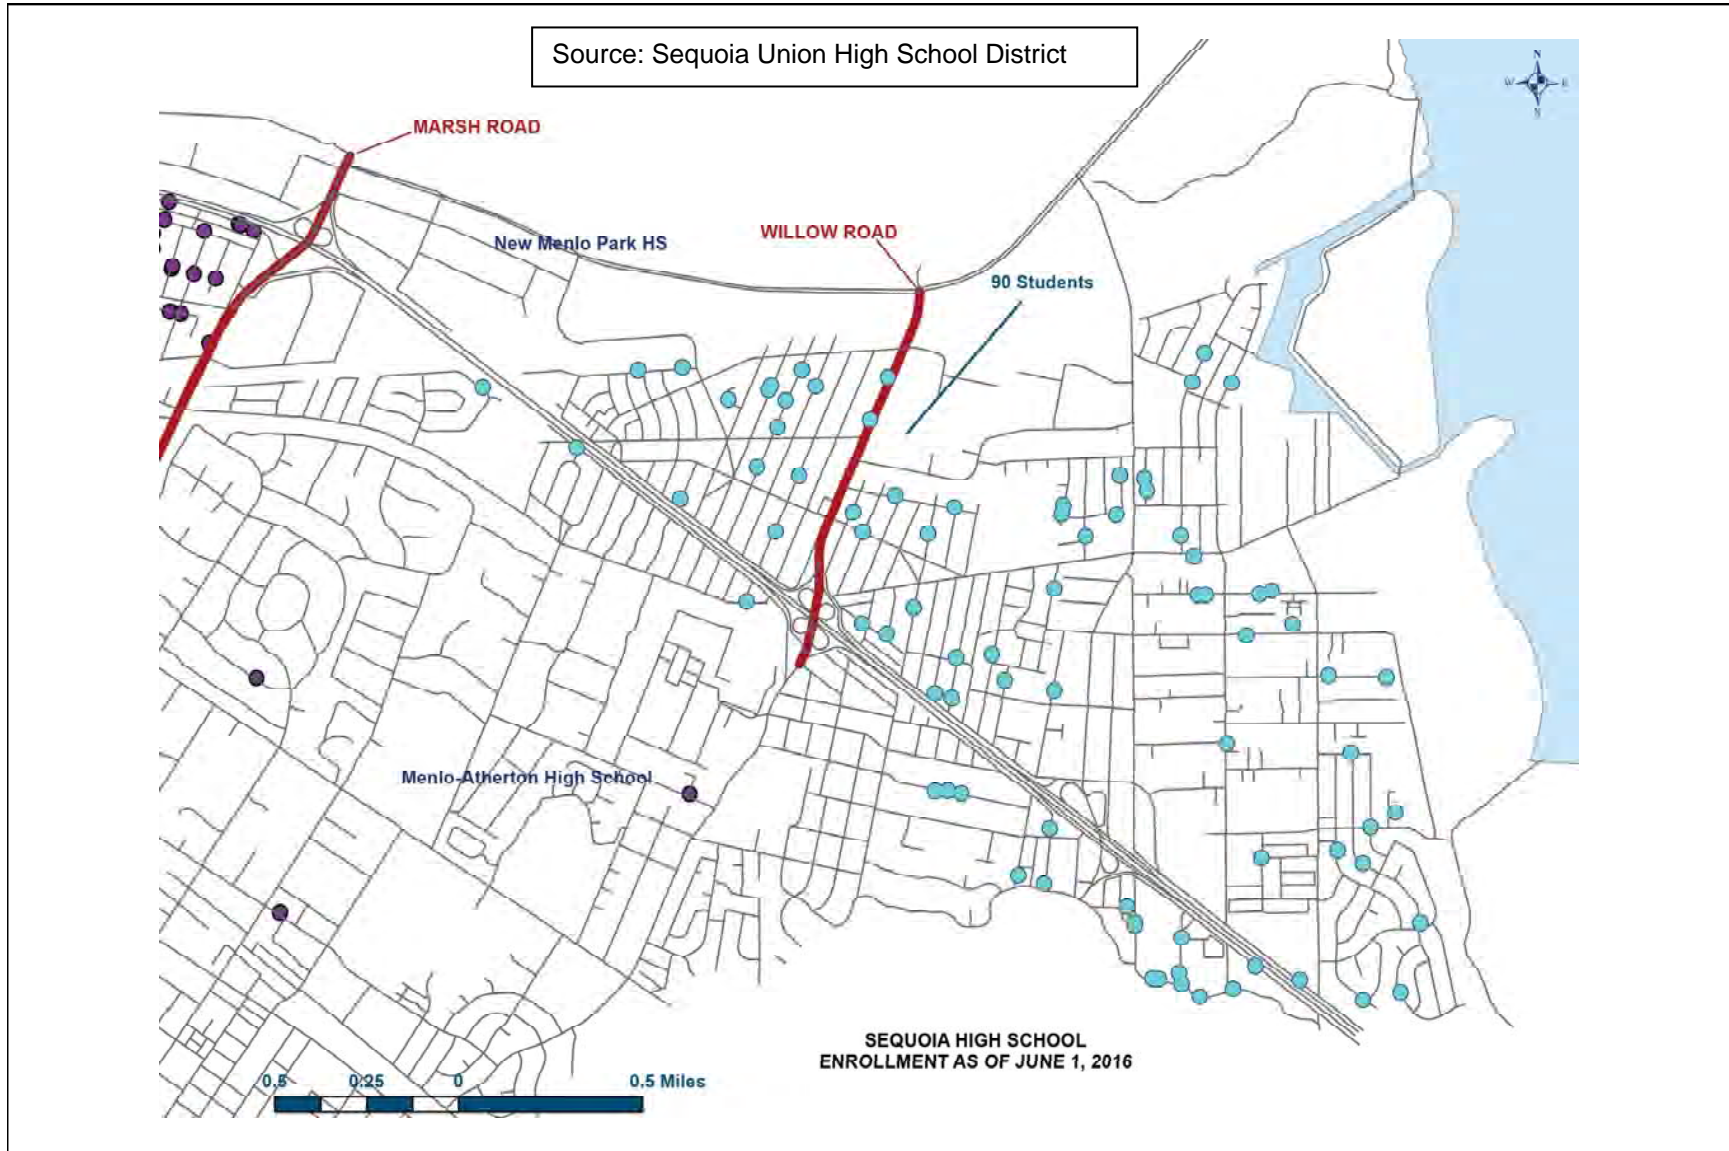 Source: Sequoia Union High School District
N
W
E
N
MARSH ROAD
WILLOW ROAD
New Menlo Park HS
90 Students
Menlo-Atherton High School
SEQUOIA HIGH SCHOOL
ENROLLMENT AS OF JUNE 1, 2016
0.5 0.25 0 0.5 Miles